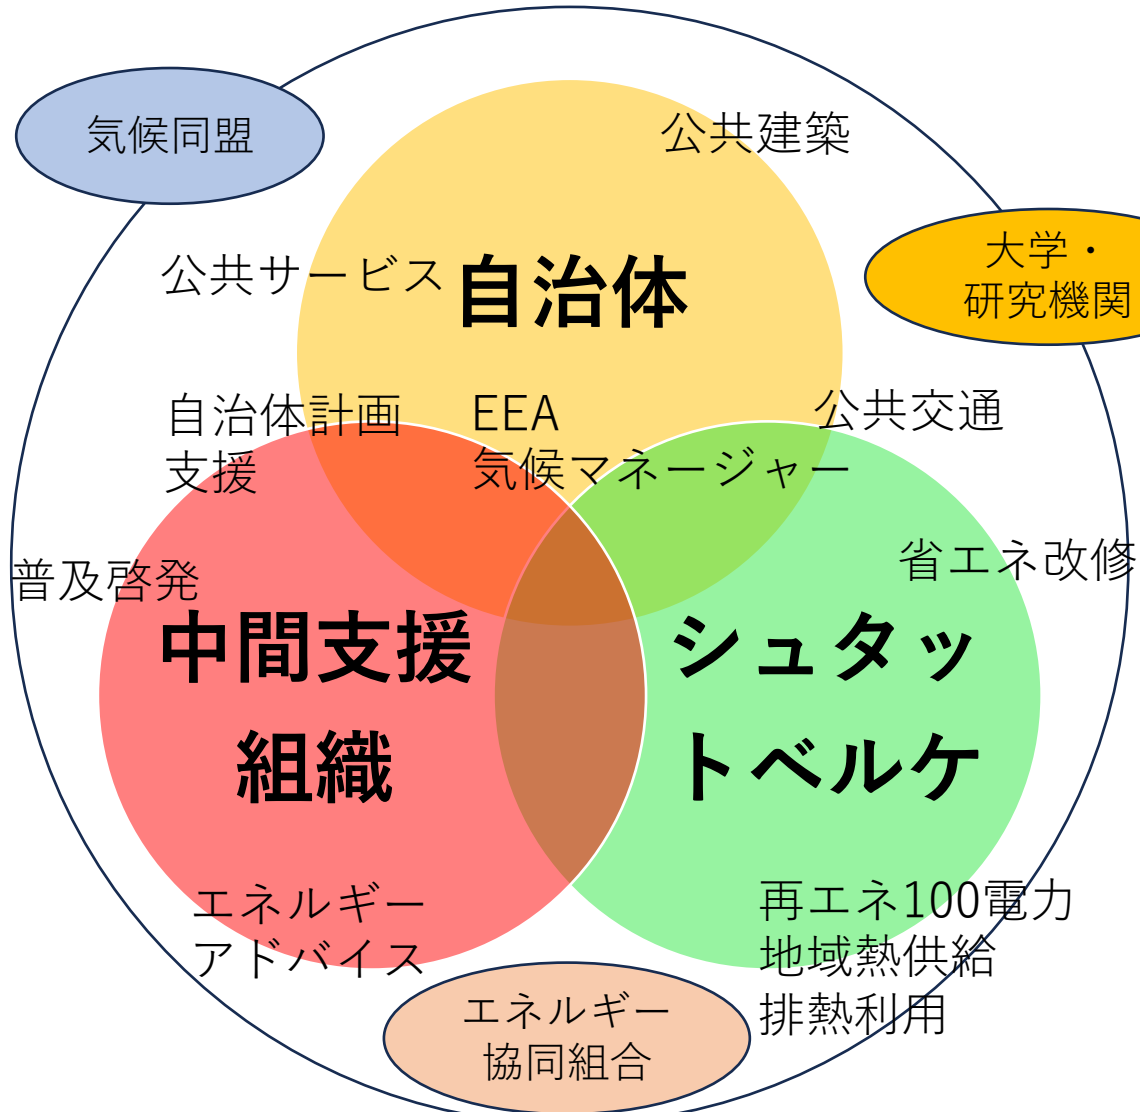 気候同盟
公共建築
大学・
研究機関
公共サービス
自治体
自治体計画
支援
EEA
気候マネージャー
公共交通
普及啓発
省エネ改修
中間支援
組織
シュタッ
トベルケ
エネルギー
アドバイス
再エネ100電力
地域熱供給
排熱利用
エネルギー
協同組合